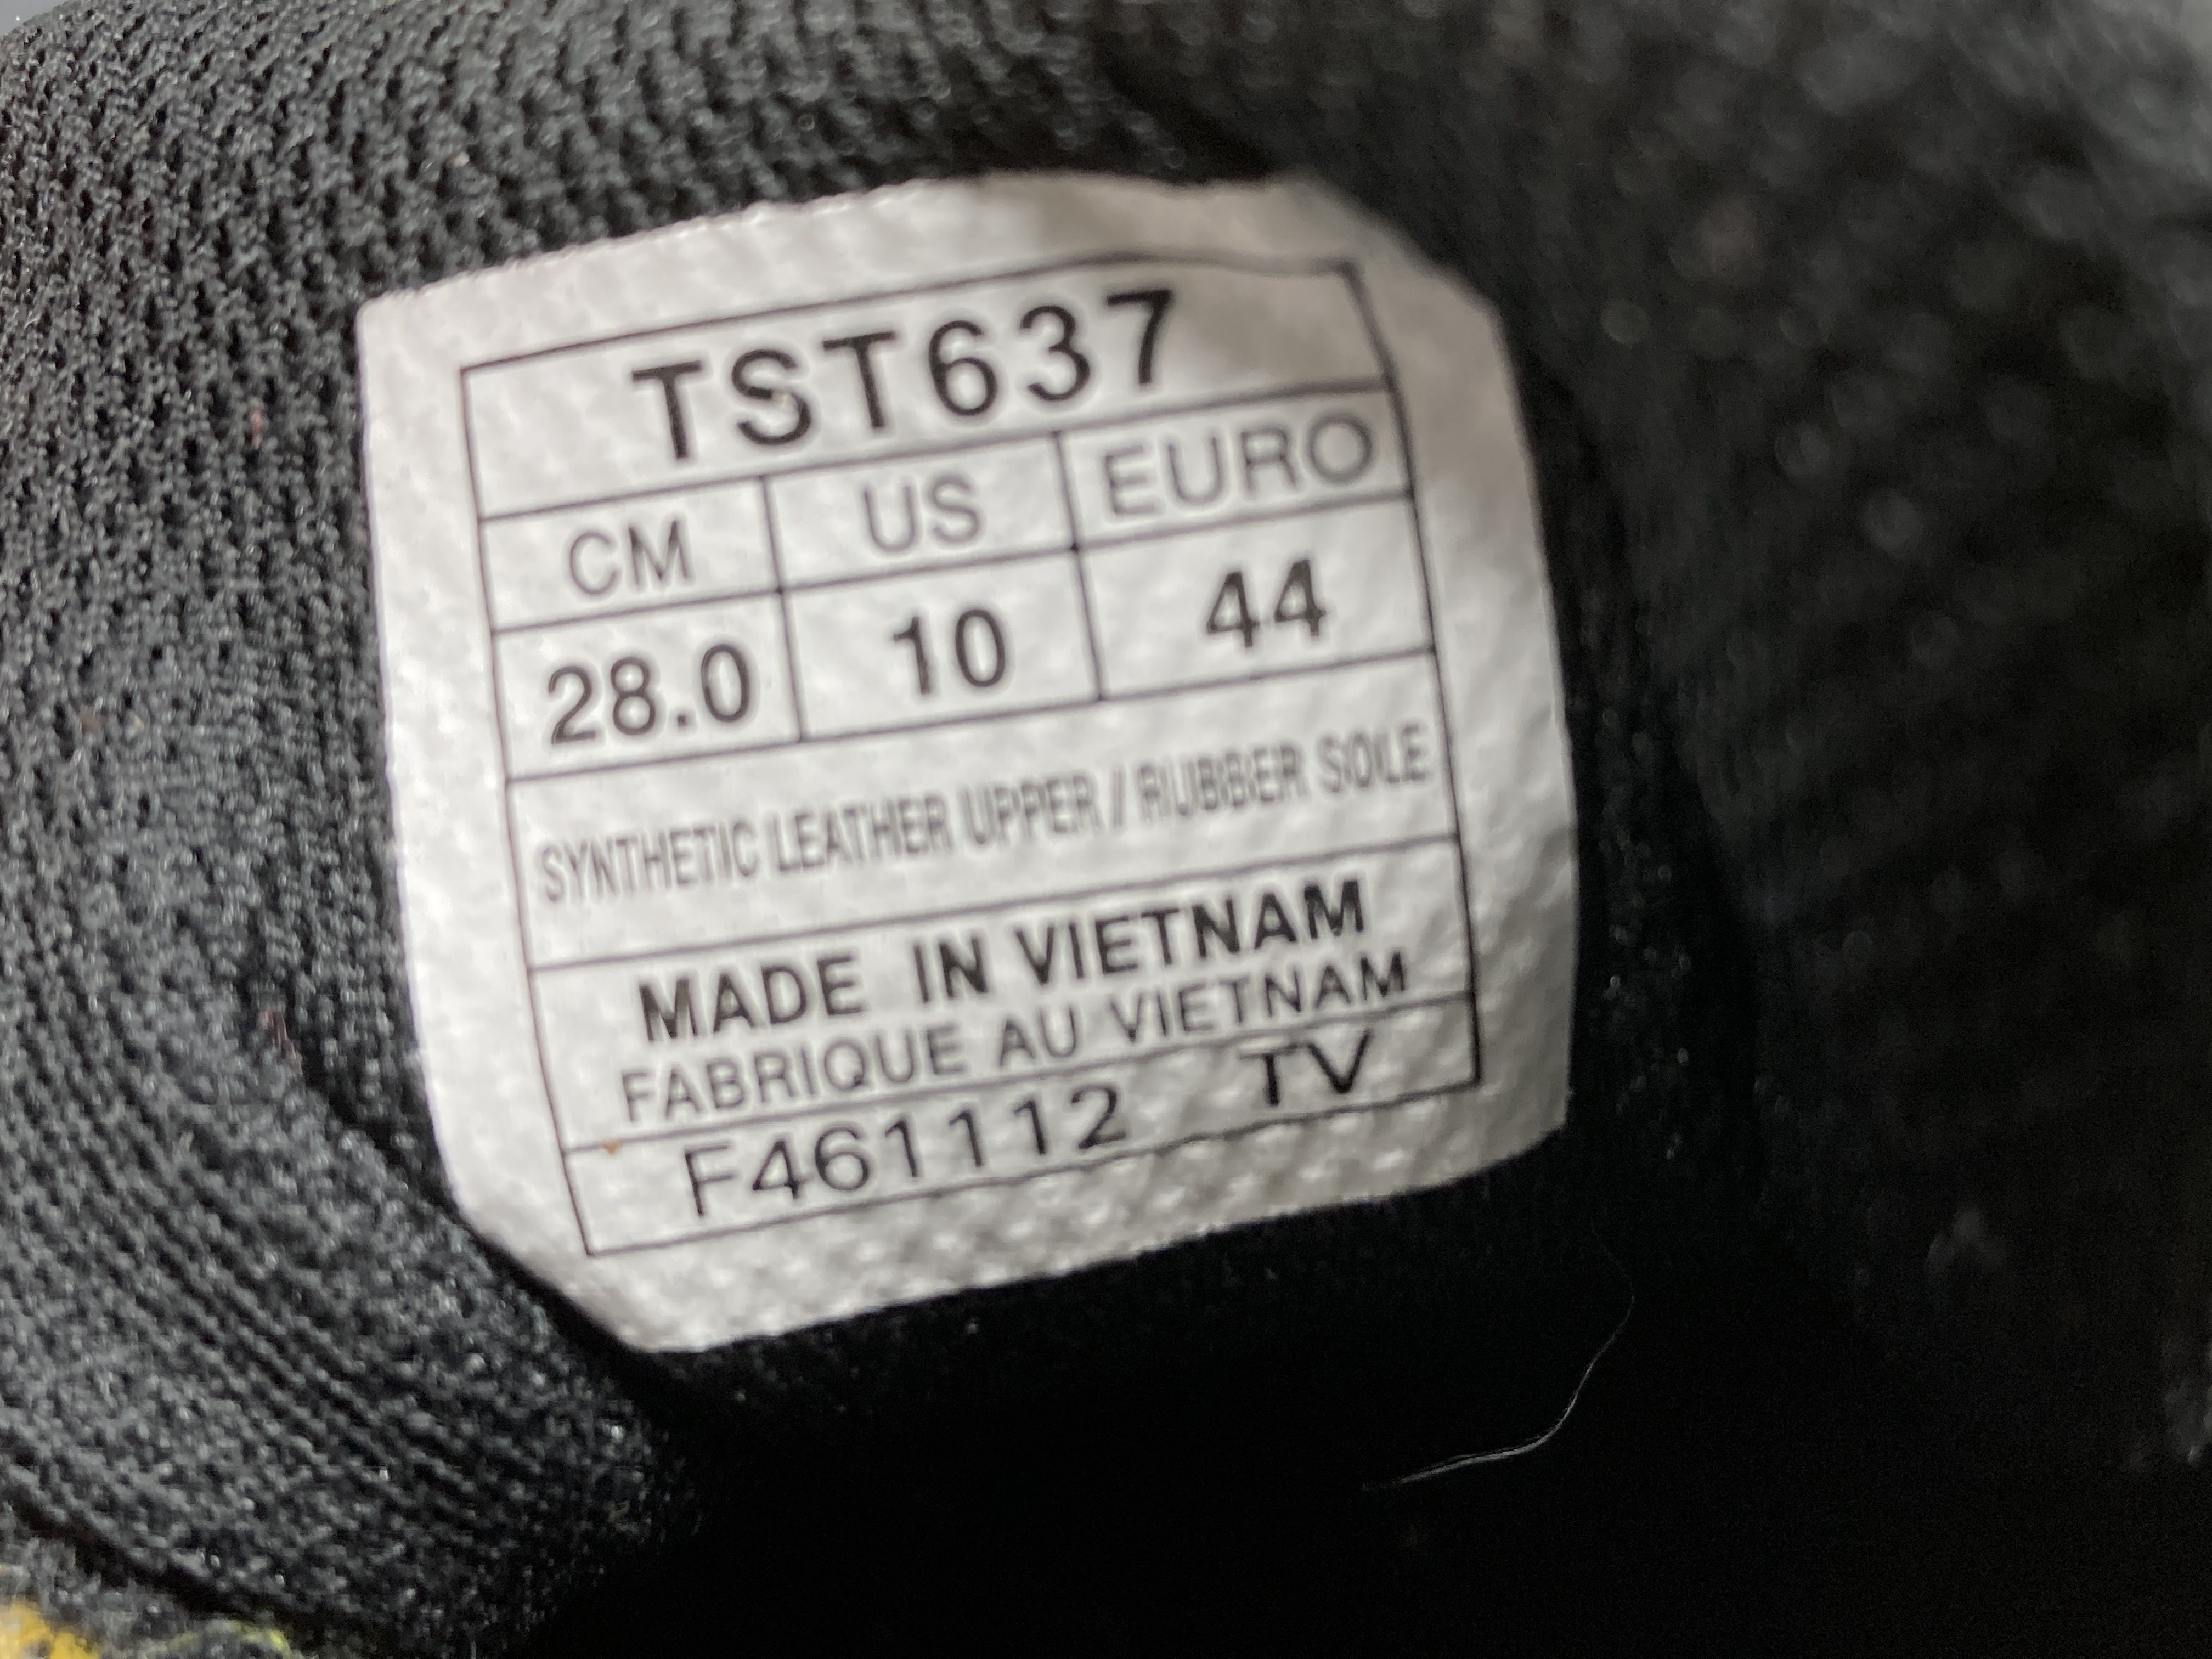 TST637
CM US EURO
28.0 10 44
SYNTHETIC LEATHER UPPER / RUBBER SOLE
MADE IN VIETNAM
FABRIQUE AU VIETNAM
F461112 TV